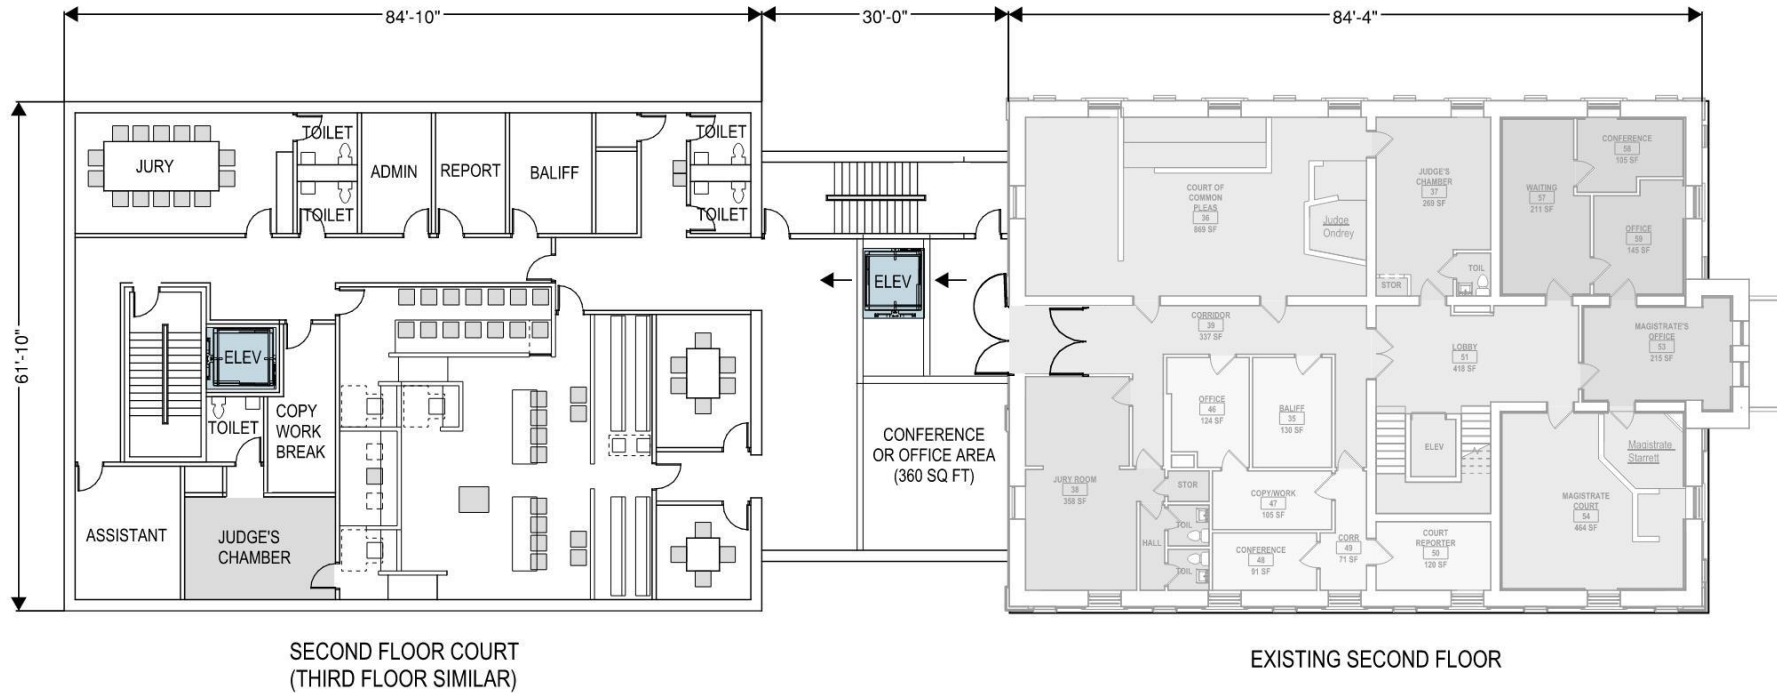 84'-10"
30'-0"
84'-4"
61'-10"
JURY
TOILET
TOILET
ADMIN
REPORT
BALIFF
TOILET
TOILET
ELEV
TOILET
COPY
WORK
BREAK
ASSISTANT
JUDGE'S
CHAMBER
ELEV
CONFERENCE
OR OFFICE AREA
(360 SQ FT)
COURT OF
COMMON
PLEAS
36
869 SF
Judge
Ondrey
JUDGE'S
CHAMBER
37
269 SF
STOR
TOIL
WAITING
57
211 SF
CONFERENCE
58
105 SF
OFFICE
59
145 SF
CORRIDOR
39
337 SF
LOBBY
51
418 SF
MAGISTRATE'S
OFFICE
53
215 SF
OFFICE
46
124 SF
BALIFF
35
130 SF
ELEV
Magistrate
Starrett
JURY ROOM
38
358 SF
STOR
COPY/WORK
47
105 SF
MAGISTRATE
COURT
54
464 SF
TOIL
HALL
TOIL
CONFERENCE
48
91 SF
CORR
49
71 SF
COURT
REPORTER
50
120 SF
SECOND FLOOR COURT
(THIRD FLOOR SIMILAR)
EXISTING SECOND FLOOR